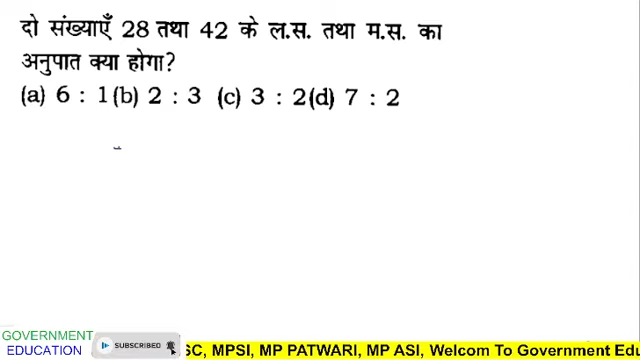 दो संख्याएँ 28 तथा 42 के ल.स. तथा म.स. का
अनुपात क्या होगा?
(a) 6 : 1 (b) 2 : 3 (c) 3 : 2 (d) 7 : 2
GOVERNMENT
EDUCATION
SUBSCRIBED
SC, MPSI, MP PATWARI, MP ASI, Welcom To Government Edu